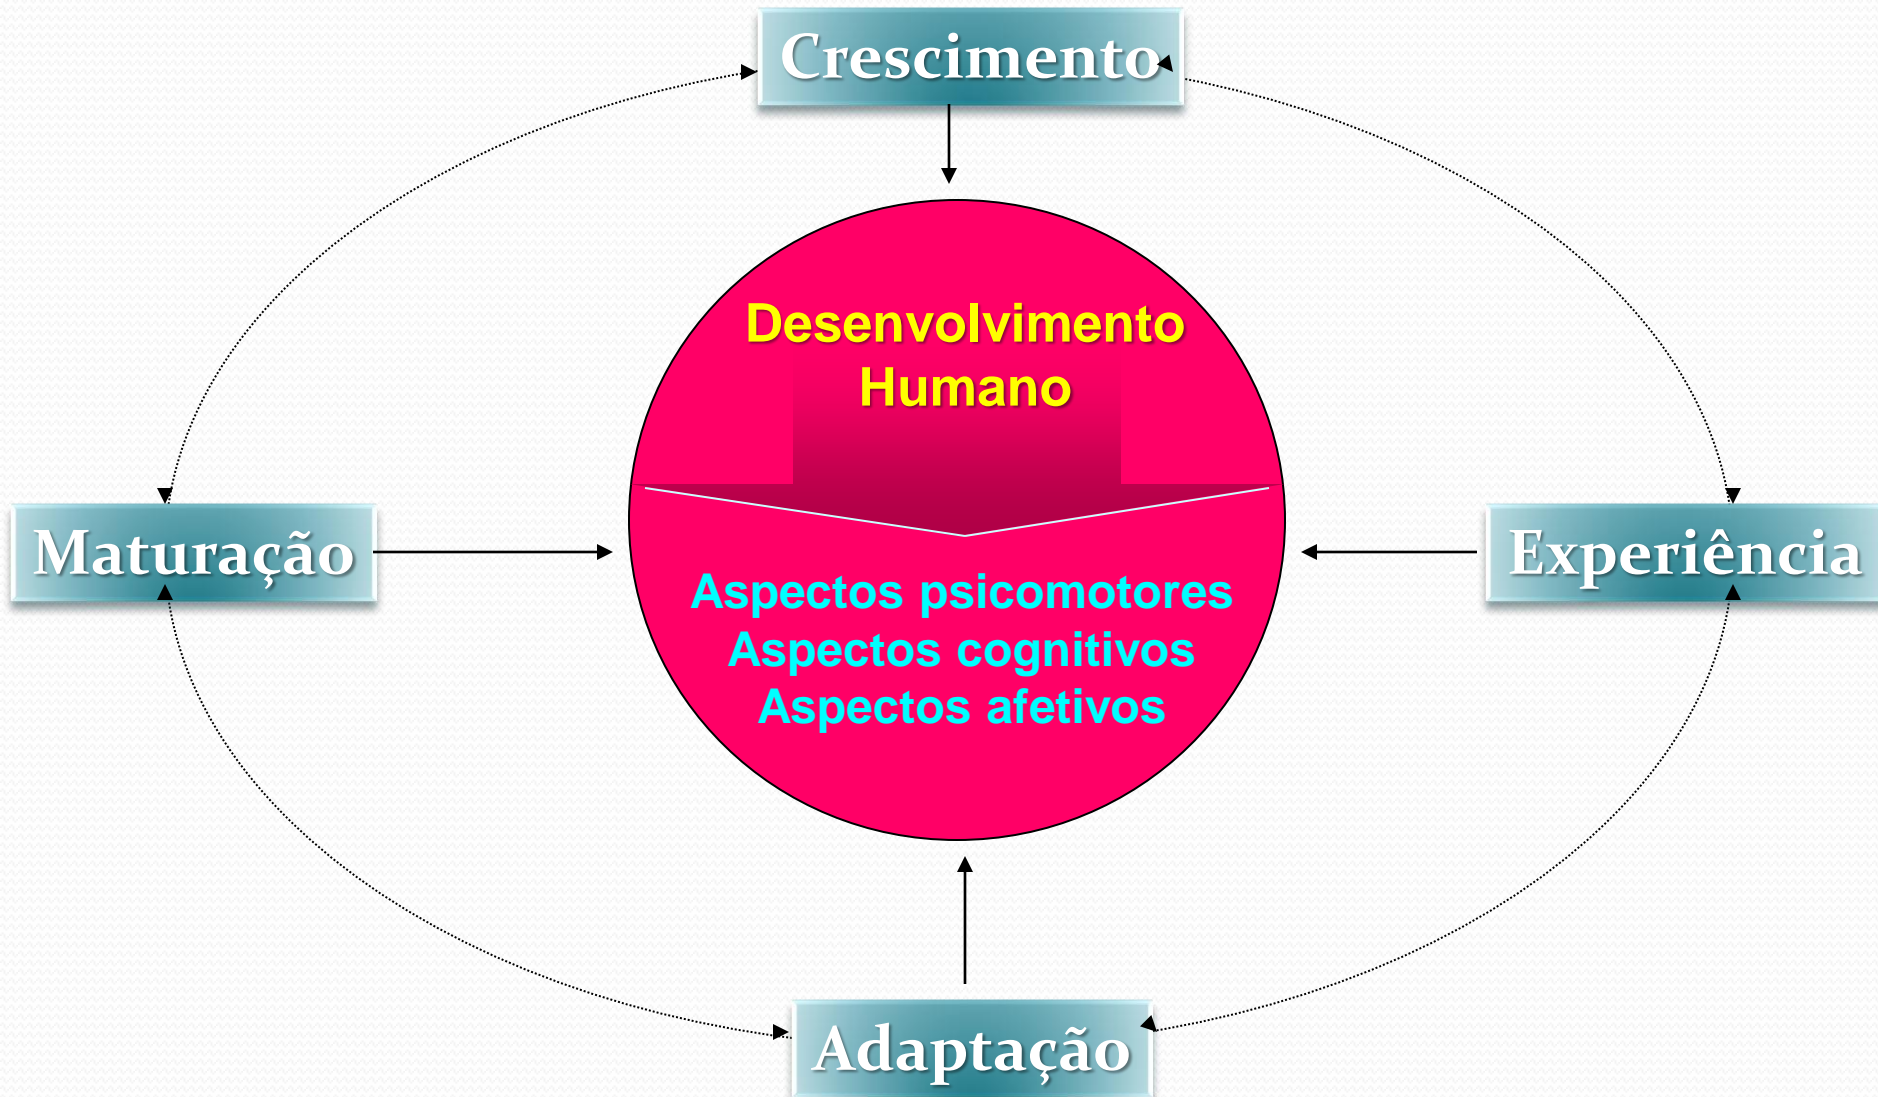 Crescimento
Desenvolvimento
Humano
Maturação
Experiência
Aspectos psicomotores
Aspectos cognitivos
Aspectos afetivos
Adaptação